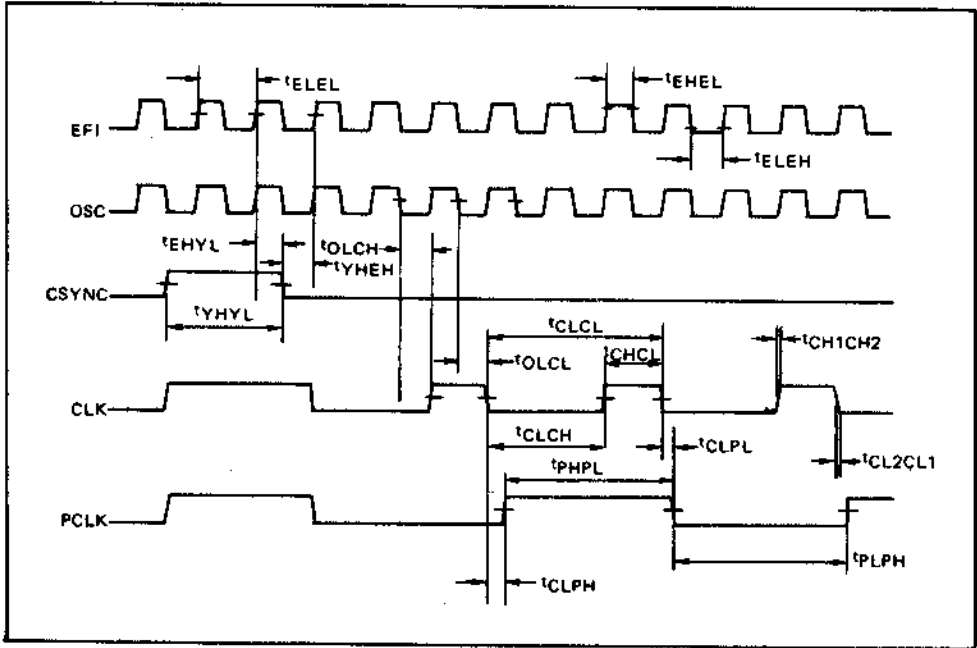 tELEL
tEHEL
EFI
tELEH
OSC
tEHYL
tOLCH
tYHEH
CSYNC
tYHYL
tCLCL
tCH1CH2
tOLCL
tCHCL
CLK
tCLCH
tCLPL
tCL2CL1
tPHPL
PCLK
tPLPH
tCLPH